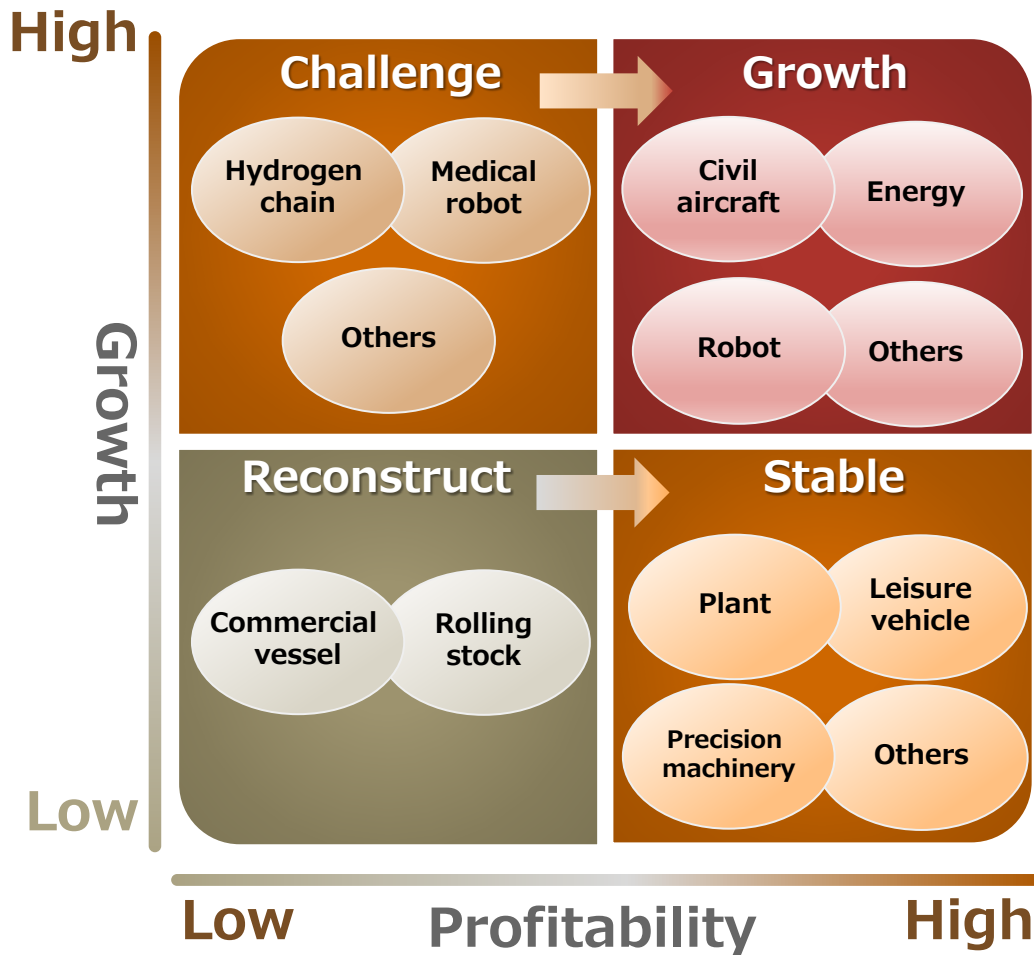 High
Challenge
Growth
Hydrogen
chain
Medical
robot
Civil
aircraft
Energy
Others
Robot
Others
Growth
Reconstruct
Stable
Commercial
vessel
Rolling
stock
Plant
Leisure
vehicle
Precision
machinery
Others
Low
Low
Profitability
High